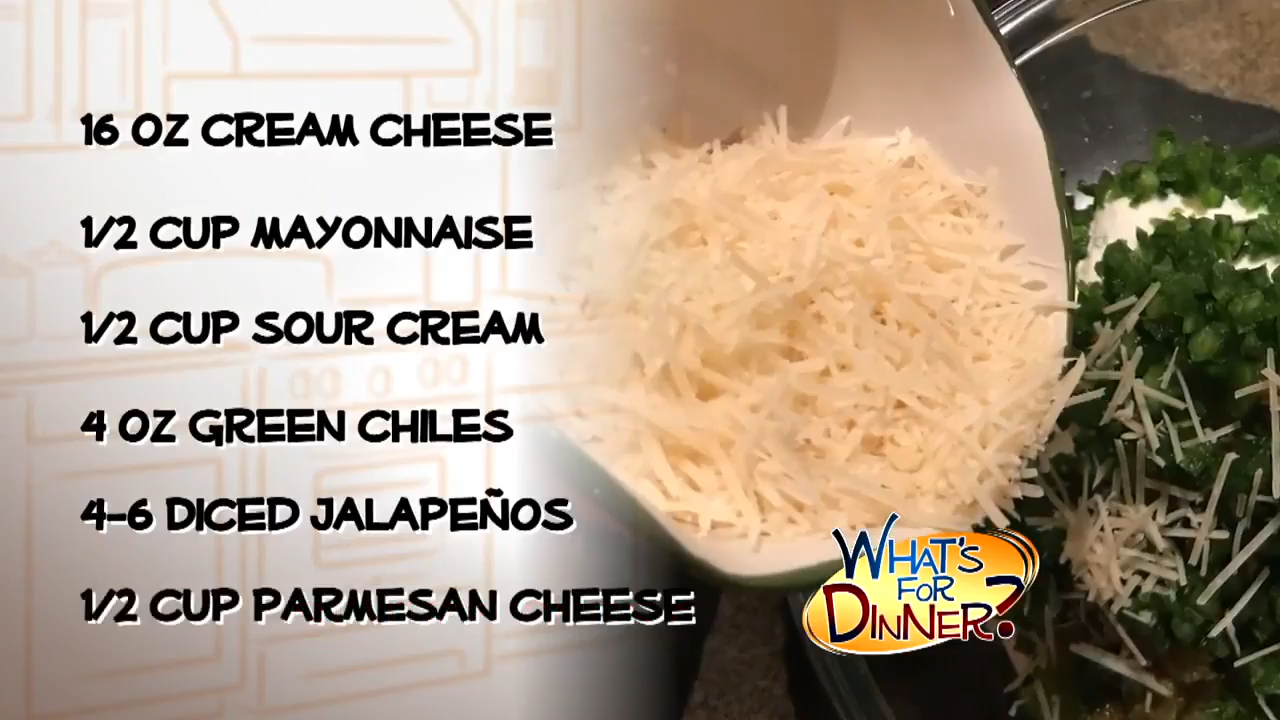 16 OZ CREAM CHEESE
1/2 CUP MAYONNAISE
1/2 CUP SOUR CREAM
4 OZ GREEN CHILES
4-6 DICED JALAPEÑOS
1/2 CUP PARMESAN CHEESE
WHAT'S
FOR
DINNER?